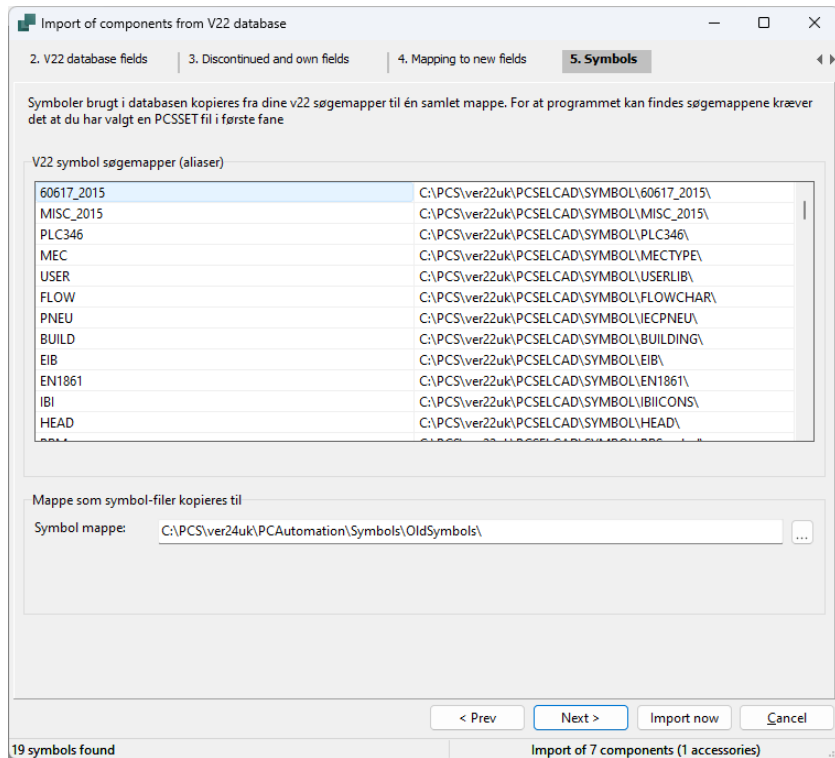 Import of components from V22 database
2. V22 database fields 3. Discontinued and own fields 4. Mapping to new fields 5. Symbols
Symboler brugt i databasen kopieres fra dine v22 søgemapper til én samlet mappe. For at programmet kan findes søgemappene kræver
det at du har valgt en PCSSET fil i første fane
V22 symbol søgemapper (aliaser)
60617_2015 C:\PCS\ver22uk\PCSELCAD\SYMBOL\60617_2015\
MISC_2015 C:\PCS\ver22uk\PCSELCAD\SYMBOL\MISC_2015\
PLC346 C:\PCS\ver22uk\PCSELCAD\SYMBOL\PLC346\
MEC C:\PCS\ver22uk\PCSELCAD\SYMBOL\MECTYPE\
USER C:\PCS\ver22uk\PCSELCAD\SYMBOL\USERLIB\
FLOW C:\PCS\ver22uk\PCSELCAD\SYMBOL\FLOWCHAR\
PNEU C:\PCS\ver22uk\PCSELCAD\SYMBOL\IECPNEU\
BUILD C:\PCS\ver22uk\PCSELCAD\SYMBOL\BUILDING\
EIB C:\PCS\ver22uk\PCSELCAD\SYMBOL\EIB\
EN1861 C:\PCS\ver22uk\PCSELCAD\SYMBOL\EN1861\
IBI C:\PCS\ver22uk\PCSELCAD\SYMBOL\IBIICONS\
HEAD C:\PCS\ver22uk\PCSELCAD\SYMBOL\HEAD\
Mappe som symbol-filer kopieres til
Symbol mappe: C:\PCS\ver24uk\PCAutomation\Symbols\OldSymbols\ ...
< Prev Next > Import now Cancel
19 symbols found Import of 7 components (1 accessories)